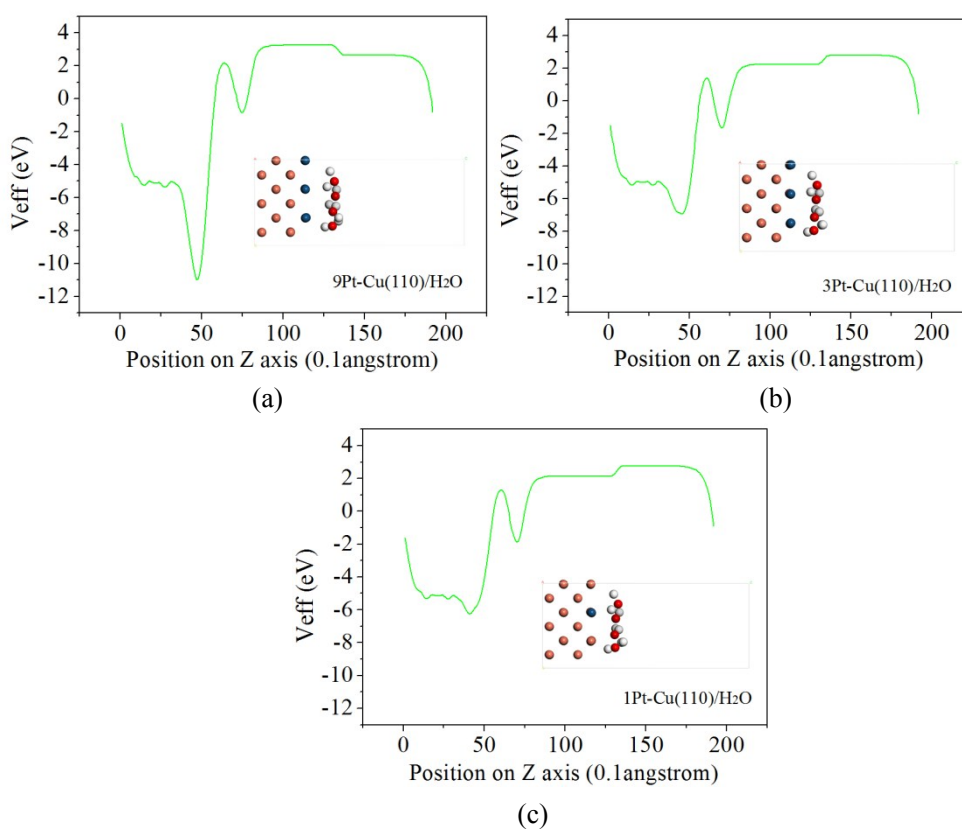 4
2
0
-2
-4
-6
-8
-10
-12
Veff (eV)
9Pt-Cu(110)/H2O
0 50 100 150 200
Position on Z axis (0.1angstrom)
(a)
4
2
0
-2
-4
-6
-8
-10
-12
Veff (eV)
3Pt-Cu(110)/H2O
0 50 100 150 200
Position on Z axis (0.1angstrom)
(b)
4
2
0
-2
-4
-6
-8
-10
-12
Veff (eV)
1Pt-Cu(110)/H2O
0 50 100 150 200
Position on Z axis (0.1angstrom)
(c)